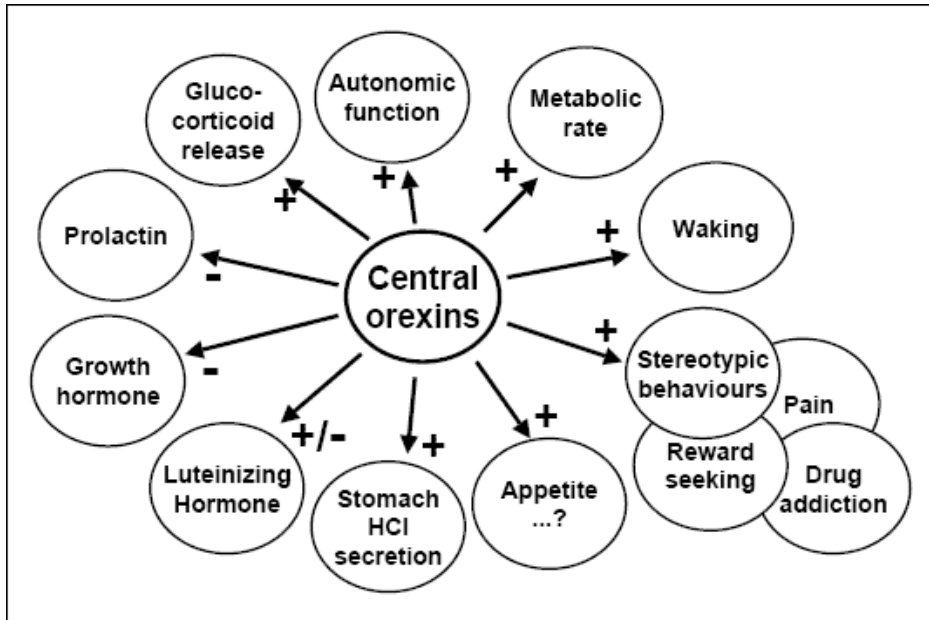 Gluco-
corticoid
release
+
Autonomic
function
+
Metabolic
rate
+
Waking
+
Prolactin
-
Central
orexins
Growth
hormone
-
Stereotypic
behaviours
+
Pain
Reward
seeking
Drug
addiction
Luteinizing
Hormone
+/-
Stomach
HCl
secretion
+
Appetite
...?
+